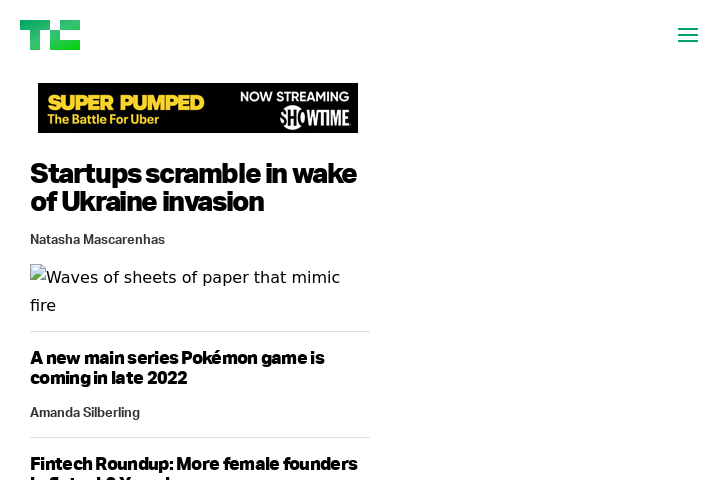 TC
SUPER PUMPED
The Battle For Uber
NOW STREAMING
SHOWTIME
Startups scramble in wake
of Ukraine invasion
Natasha Mascarenhas
Waves of sheets of paper that mimic
fire
A new main series Pokémon game is
coming in late 2022
Amanda Silberling
Fintech Roundup: More female founders